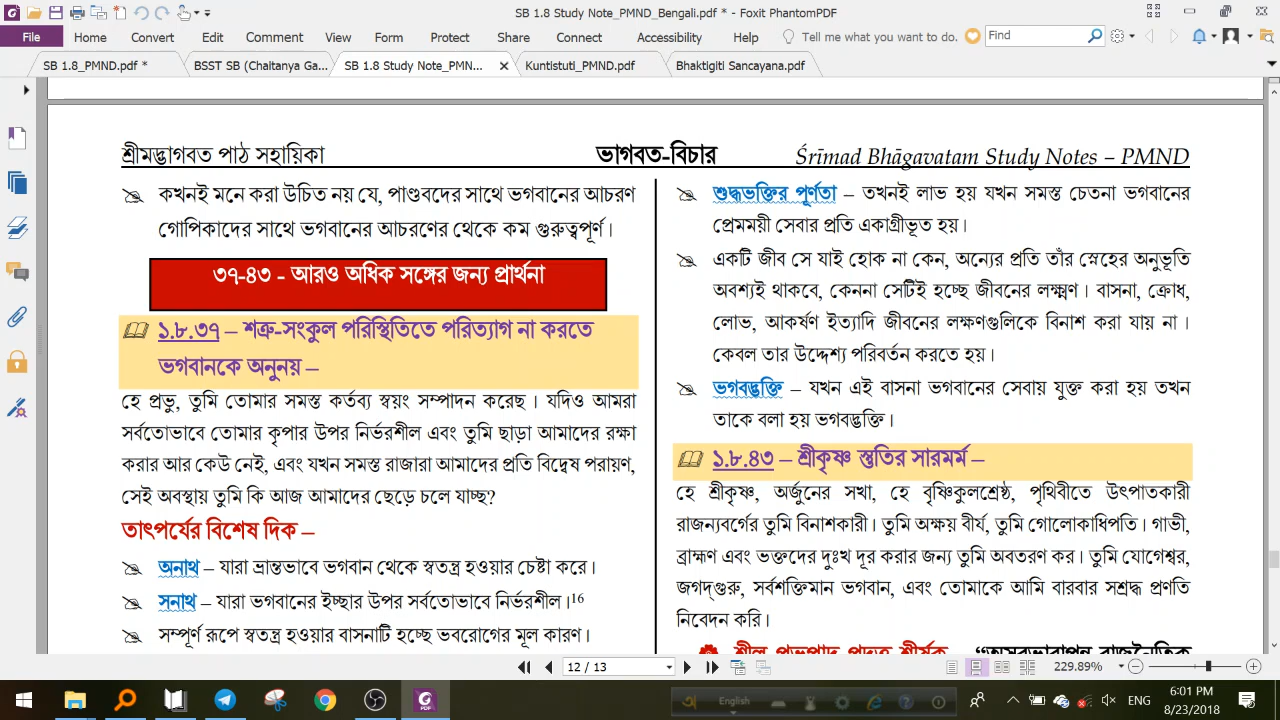 SB 1.8 Study Note_PMND_Bengali.pdf * - Foxit PhantomPDF
File Home Convert Edit Comment View Form Protect Share Connect Accessibility Help Tell me what you want to do. Find
SB 1.8_PMND.pdf * BSST SB (Chaitanya Ga... SB 1.8 Study Note_PMN... Kuntistuti_PMND.pdf Bhaktigiti Sancayana.pdf
শ্রীমদ্ভাগবত পাঠ সহায়িকা ভাগবত-বিচার Śrīmad Bhāgavatam Study Notes – PMND
কখনই মনে করা উচিত নয় যে, পাণ্ডবদের সাথে ভগবানের আচরণ
গোপিকাদের সাথে ভগবানের আচরণের থেকে কম গুরুত্বপূর্ণ।
৩৭-৪৩ - আরও অধিক সঙ্গের জন্য প্রার্থনা
১.৮.৩৭ – শত্রু-সংকুল পরিস্থিতিতে পরিত্যাগ না করতে
ভগবানকে অনুনয় –
হে প্রভু, তুমি তোমার সমস্ত কর্তব্য স্বয়ং সম্পাদন করেছ। যদিও আমরা
সর্বতোভাবে তোমার কৃপার উপর নির্ভরশীল এবং তুমি ছাড়া আমাদের রক্ষা
করার আর কেউ নেই, এবং যখন সমস্ত রাজারা আমাদের প্রতি বিদ্বেষ পরায়ণ,
সেই অবস্থায় তুমি কি আজ আমাদের ছেড়ে চলে যাচ্ছ?
তাৎপর্যের বিশেষ দিক –
অনাথ – যারা ভ্রান্তভাবে ভগবান থেকে স্বতন্ত্র হওয়ার চেষ্টা করে।
সনাথ – যারা ভগবানের ইচ্ছার উপর সর্বতোভাবে নির্ভরশীল।16
সম্পূর্ণ রূপে স্বতন্ত্র হওয়ার বাসনাটি হচ্ছে ভবরোগের মূল কারণ।
শুদ্ধভক্তির পূর্ণতা – তখনই লাভ হয় যখন সমস্ত চেতনা ভগবানের
প্রেমময়ী সেবার প্রতি একাগ্রীভূত হয়।
একটি জীব সে যাই হোক না কেন, অন্যের প্রতি তাঁর স্নেহের অনুভূতি
অবশ্যই থাকবে, কেননা সেটিই হচ্ছে জীবনের লক্ষ্মণ। বাসনা, ক্রোধ,
লোভ, আকর্ষণ ইত্যাদি জীবনের লক্ষণগুলিকে বিনাশ করা যায় না।
কেবল তার উদ্দেশ্য পরিবর্তন করতে হয়।
ভগবদ্ভক্তি – যখন এই বাসনা ভগবানের সেবায় যুক্ত করা হয় তখন
তাকে বলা হয় ভগবদ্ভক্তি।
১.৮.৪৩ – শ্রীকৃষ্ণ স্তুতির সারমর্ম –
হে শ্রীকৃষ্ণ, অর্জুনের সখা, হে বৃষ্ণিকুলশ্রেষ্ঠ, পৃথিবীতে উৎপাতকারী
রাজন্যবর্গের তুমি বিনাশকারী। তুমি অক্ষয় বীর্য, তুমি গোলোকাধিপতি। গাভী,
ব্রাহ্মণ এবং ভক্তদের দুঃখ দূর করার জন্য তুমি অবতরণ কর। তুমি যোগেশ্বর,
জগদ্‌গুরু, সর্বশক্তিমান ভগবান, এবং তোমাকে আমি বারবার সশ্রদ্ধ প্রণতি
নিবেদন করি।
12 / 13 229.89%
English ENG 6:01 PM
8/23/2018